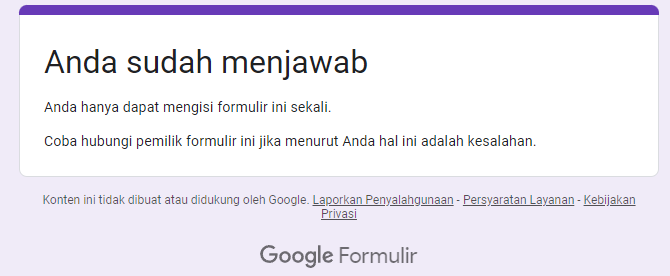 Anda sudah menjawab
Anda hanya dapat mengisi formulir ini sekali.
Coba hubungi pemilik formulir ini jika menurut Anda hal ini adalah kesalahan.
Konten ini tidak dibuat atau didukung oleh Google. Laporkan Penyalahgunaan - Persyaratan Layanan - Kebijakan
Privasi
Google Formulir